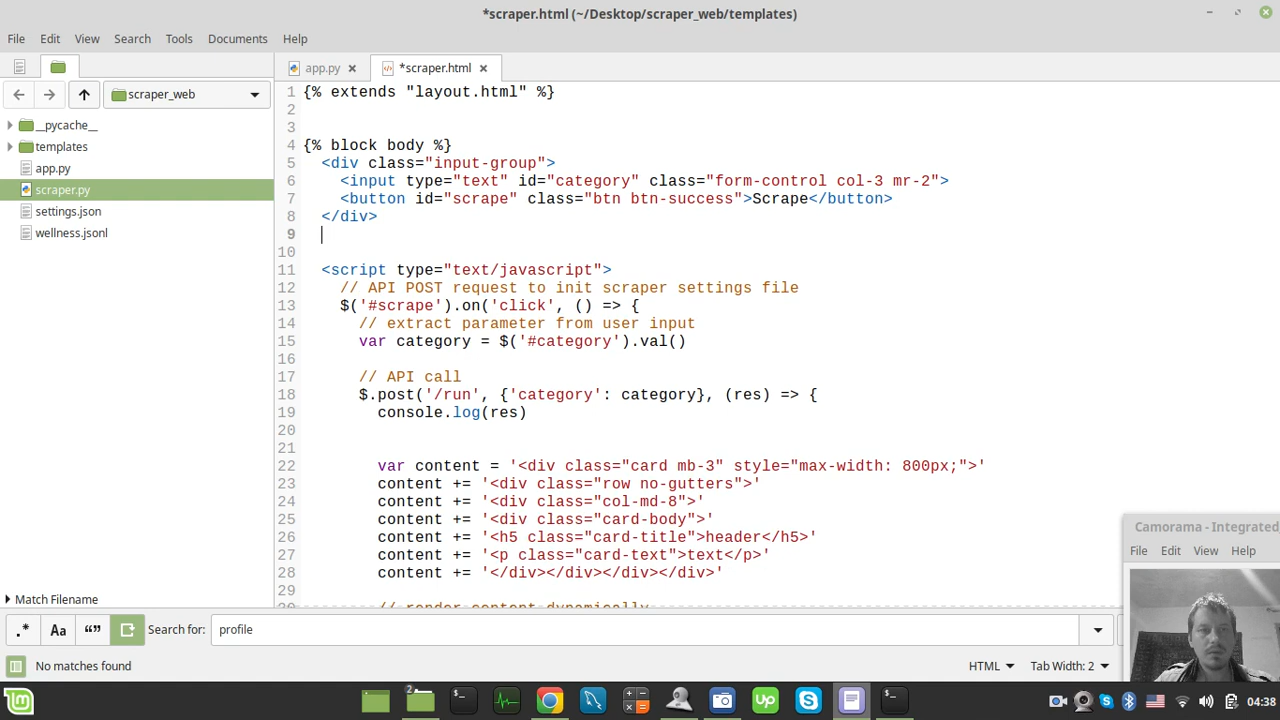 *scraper.html (~/Desktop/scraper_web/templates)
File Edit View Search Tools Documents Help
app.py *scraper.html
scraper_web
__pycache__
templates
app.py
scraper.py
settings.json
wellness.jsonl
Match Filename
1 {% extends "layout.html" %}
2
3
4 {% block body %}
5 <div class="input-group">
6 <input type="text" id="category" class="form-control col-3 mr-2">
7 <button id="scrape" class="btn btn-success">Scrape</button>
8 </div>
9
10
11 <script type="text/javascript">
12 // API POST request to init scraper settings file
13 $('#scrape').on('click', () => {
14 // extract parameter from user input
15 var category = $('#category').val()
16
17 // API call
18 $.post('/run', {'category': category}, (res) => {
19 console.log(res)
20
21
22 var content = '<div class="card mb-3" style="max-width: 800px;">'
23 content += '<div class="row no-gutters">'
24 content += '<div class="col-md-8">'
25 content += '<div class="card-body">'
26 content += '<h5 class="card-title">header</h5>'
27 content += '<p class="card-text">text</p>'
28 content += '</div></div></div></div>'
29
30 // render content dynamically
Camorama - Integrated
File Edit View Help
.* Aa “” Search for: profile
No matches found HTML Tab Width: 2
2 Up 04:38